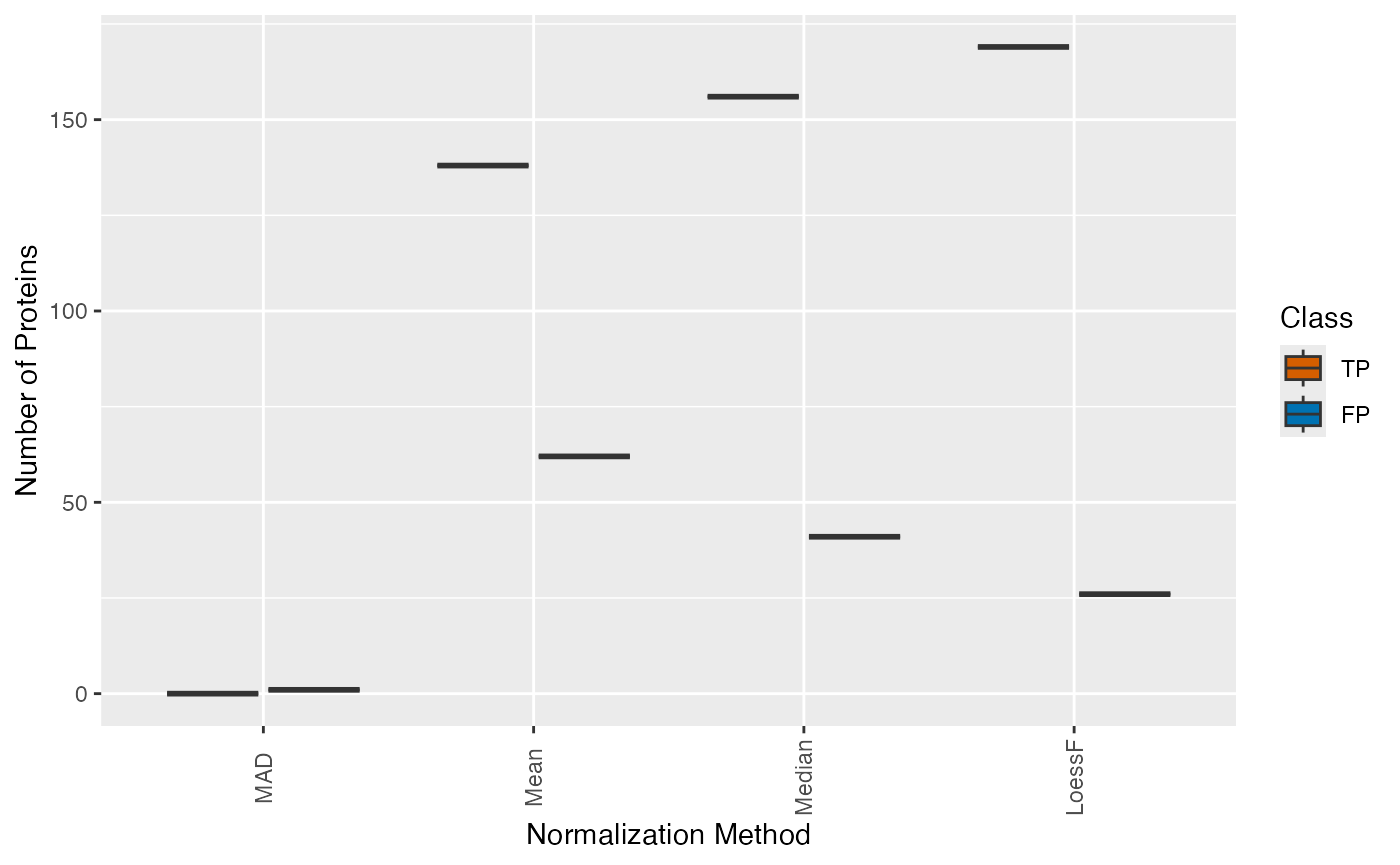 Number of Proteins
150
100
50
0
MAD
Mean
Median
LoessF
Normalization Method
Class
TP
FP